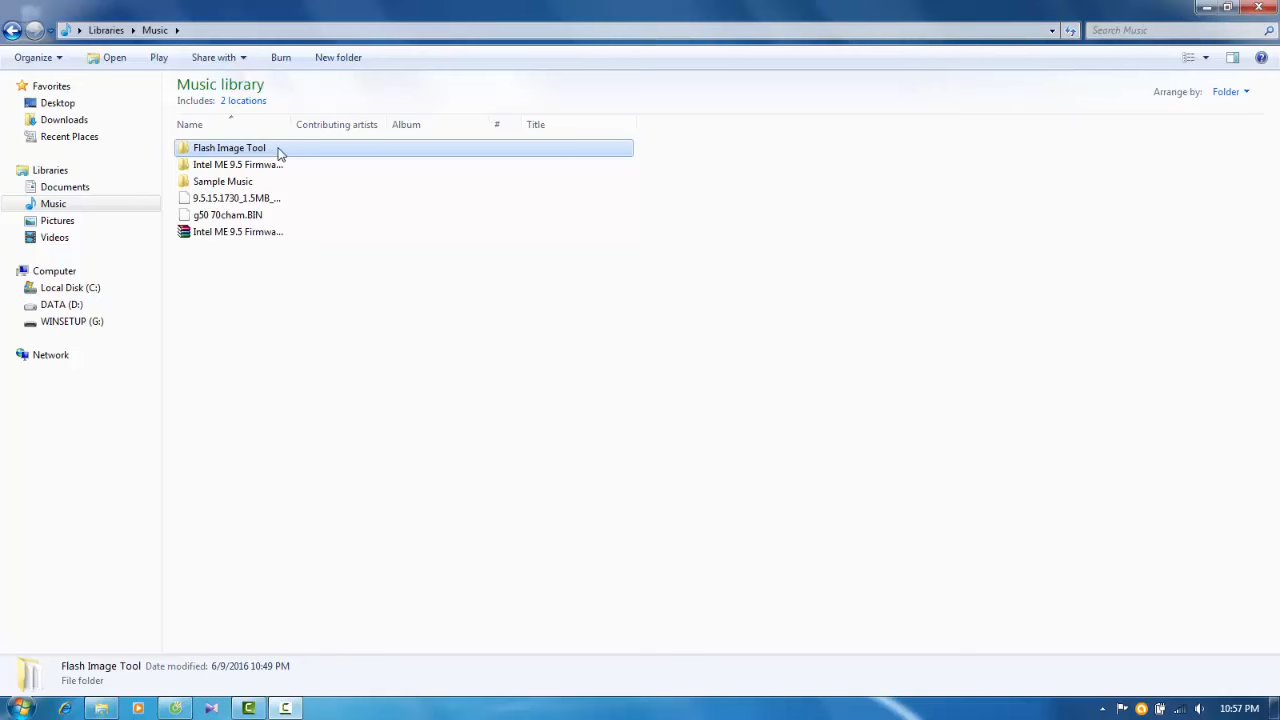 Libraries Music
Search Music
Organize Open Play Share with Burn New folder
Favorites
Desktop
Downloads
Recent Places
Libraries
Documents
Music
Pictures
Videos
Computer
Local Disk (C:)
DATA (D:)
WINSETUP (G:)
Network
Music library
Includes: 2 locations
Arrange by: Folder
Name Contributing artists Album # Title
Flash Image Tool
Intel ME 9.5 Firmwa...
Sample Music
9.5.15.1730_1.5MB_...
g50 70cham.BIN
Intel ME 9.5 Firmwa...
Flash Image Tool Date modified: 6/9/2016 10:49 PM
File folder
10:57 PM